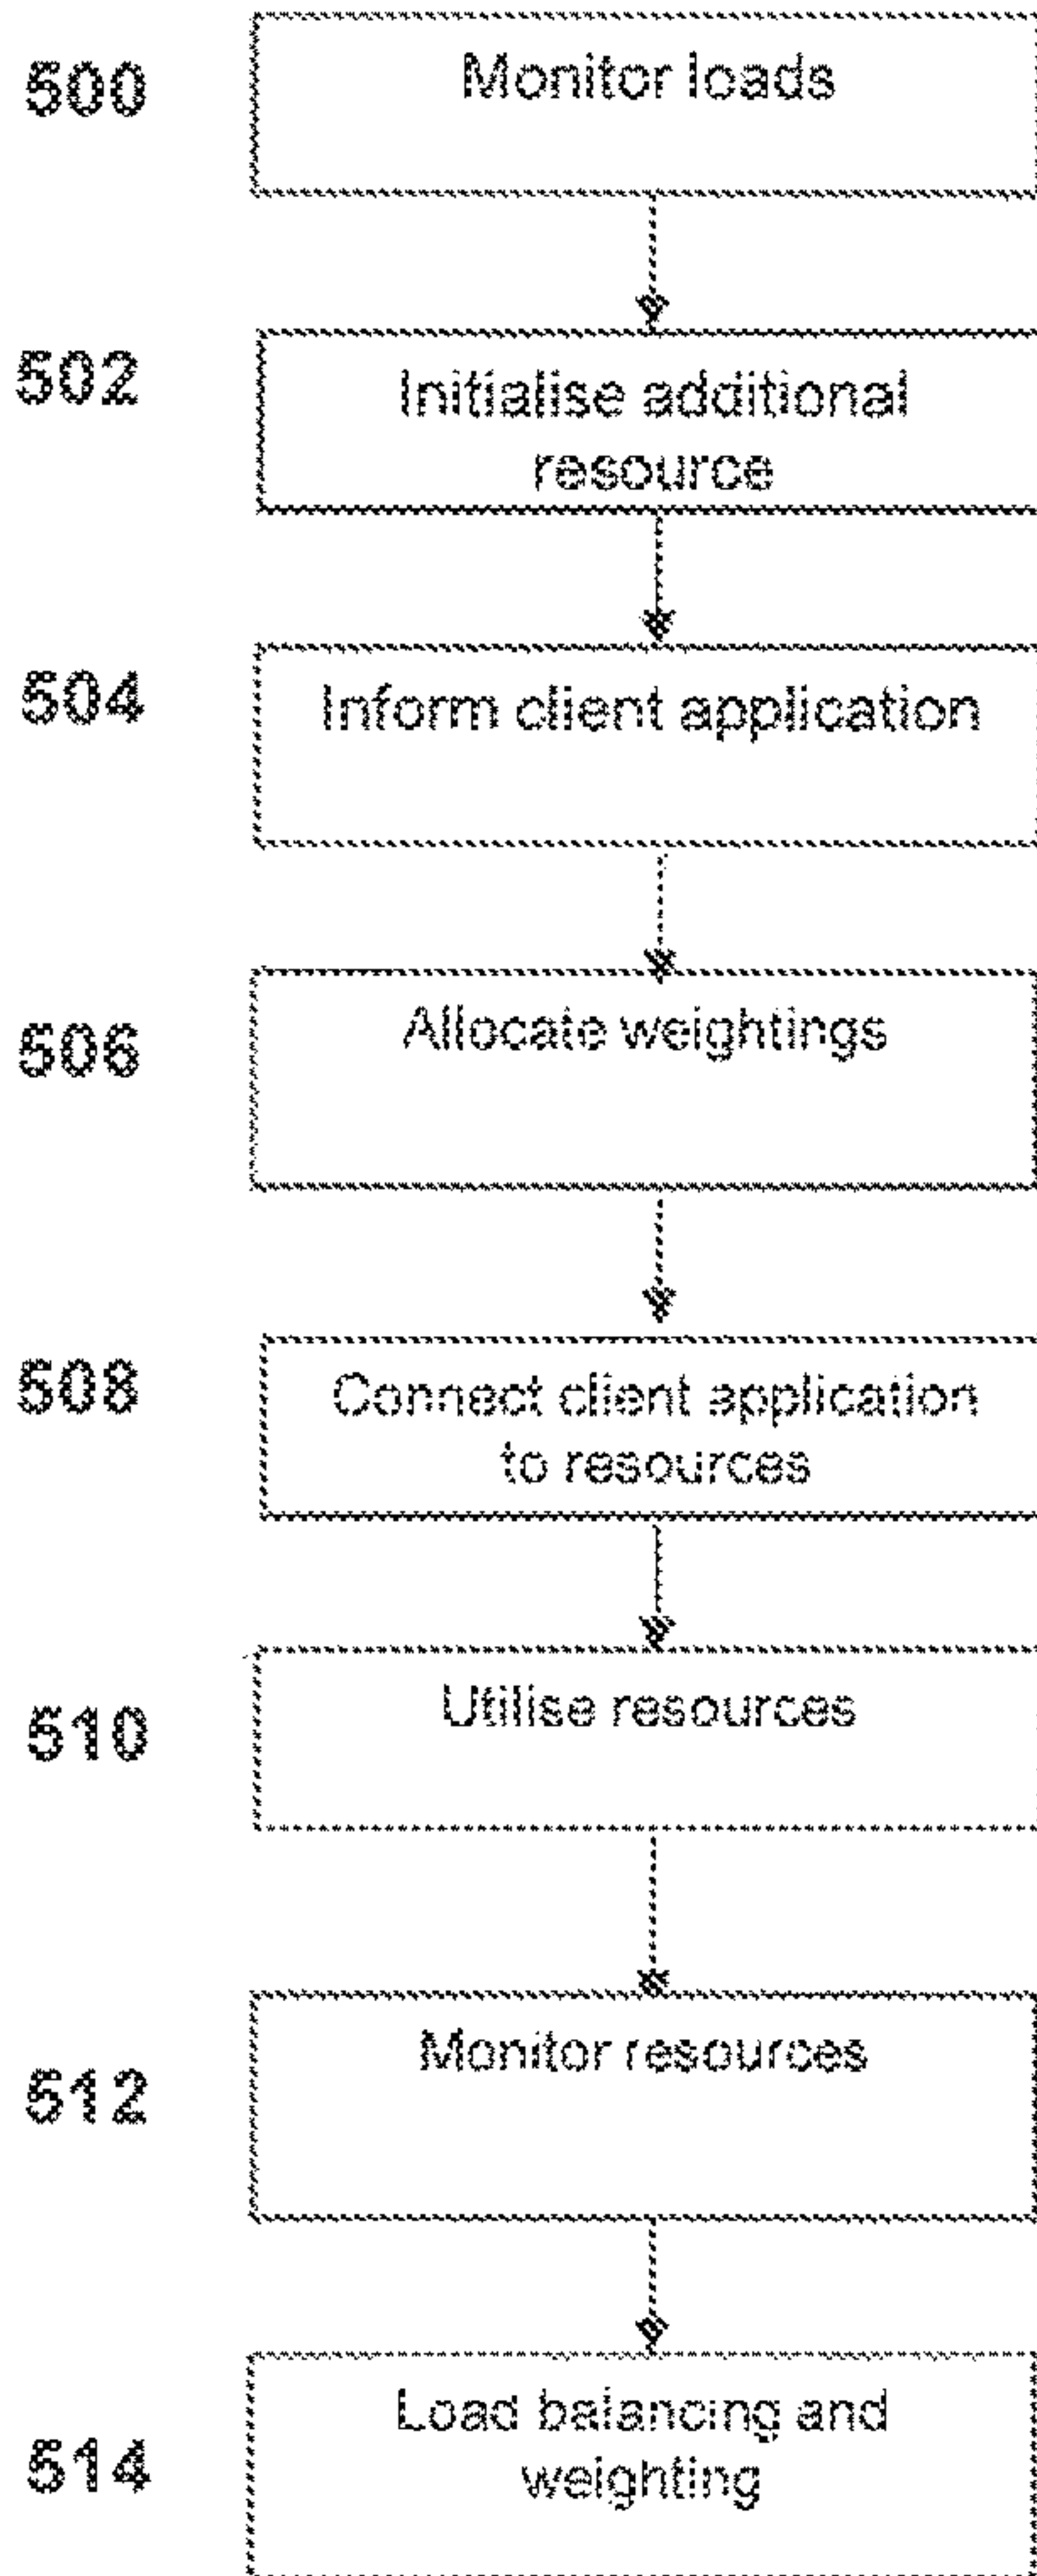 500
Monitor loads
502
Initialise additional
resource
504
Inform client application
506
Allocate weightings
508
Connect client application
to resources
510
Utilise resources
512
Monitor resources
514
Load balancing and
weighting